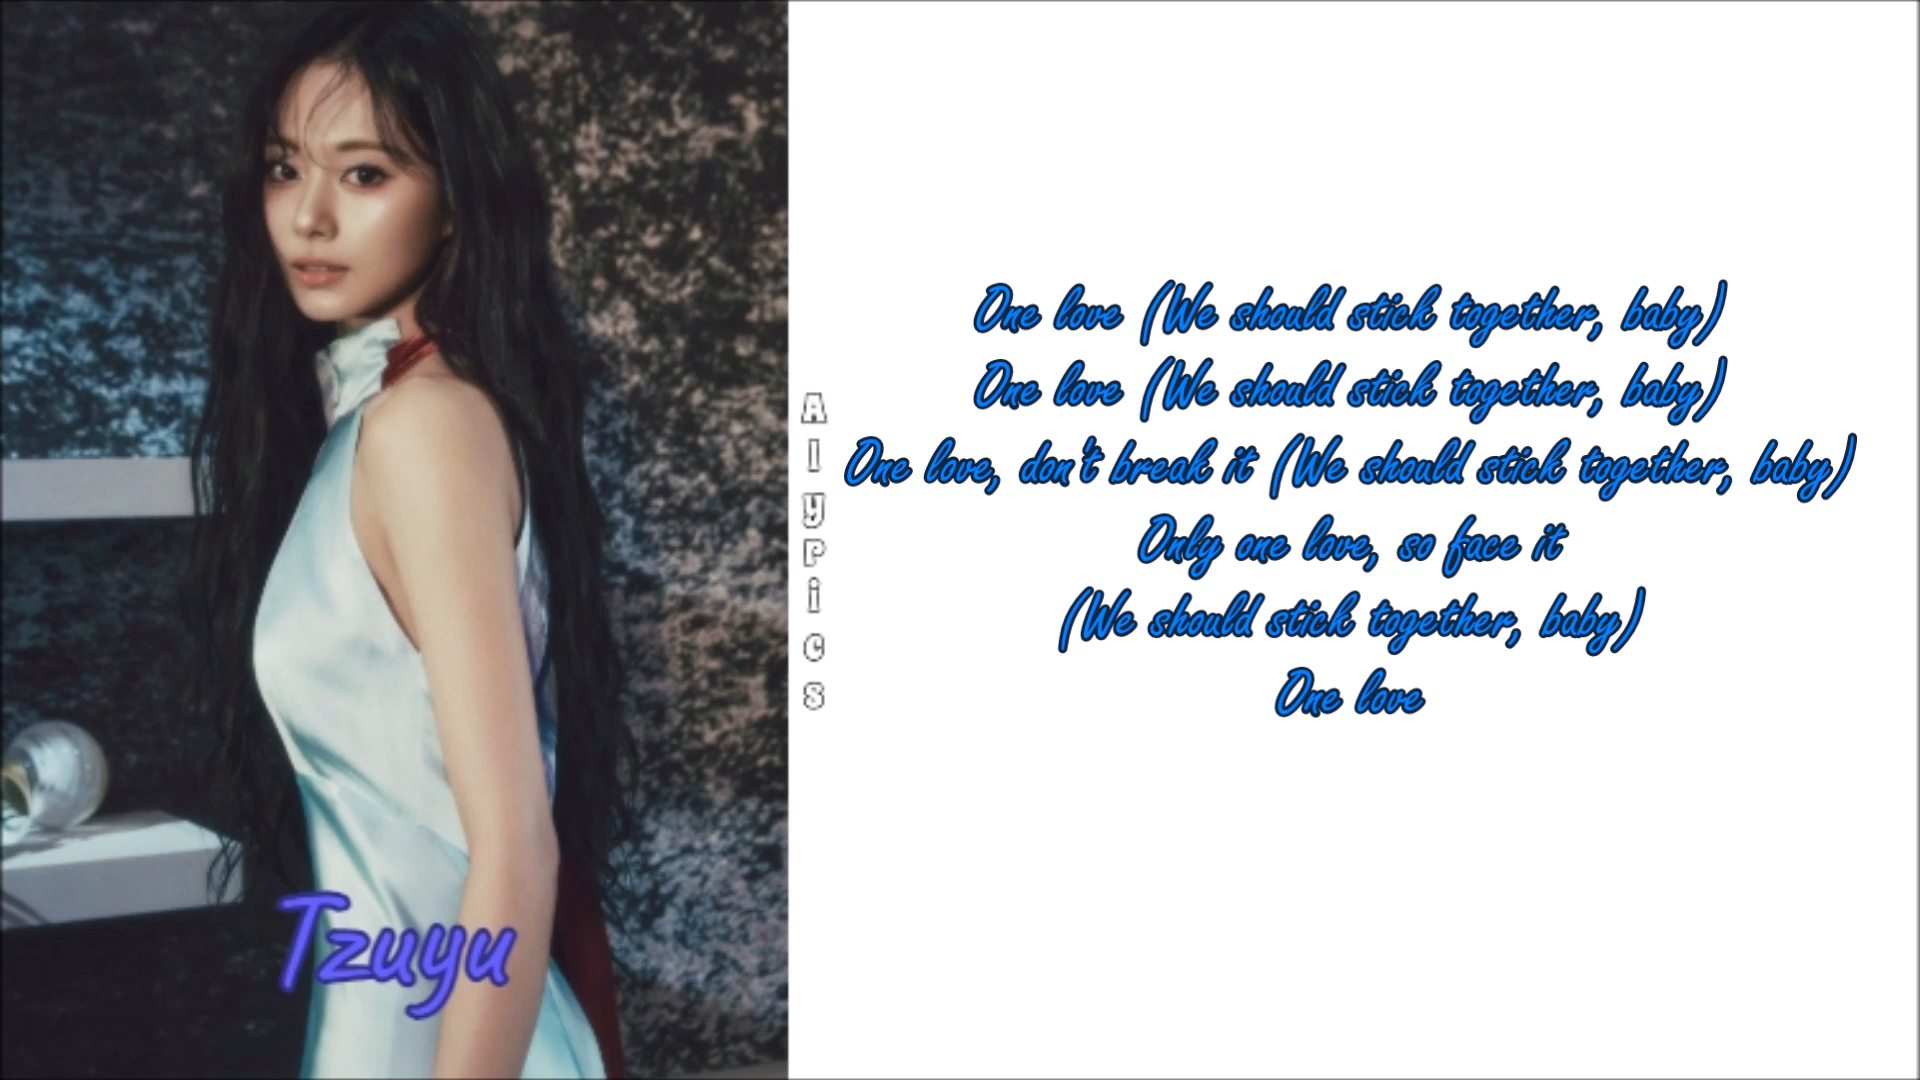 One love (We should stick together, baby)
One love (We should stick together, baby)
One love, don't break it (We should stick together, baby)
Only one love, so face it
(We should stick together, baby)
One love
Alypics
Tzuyu